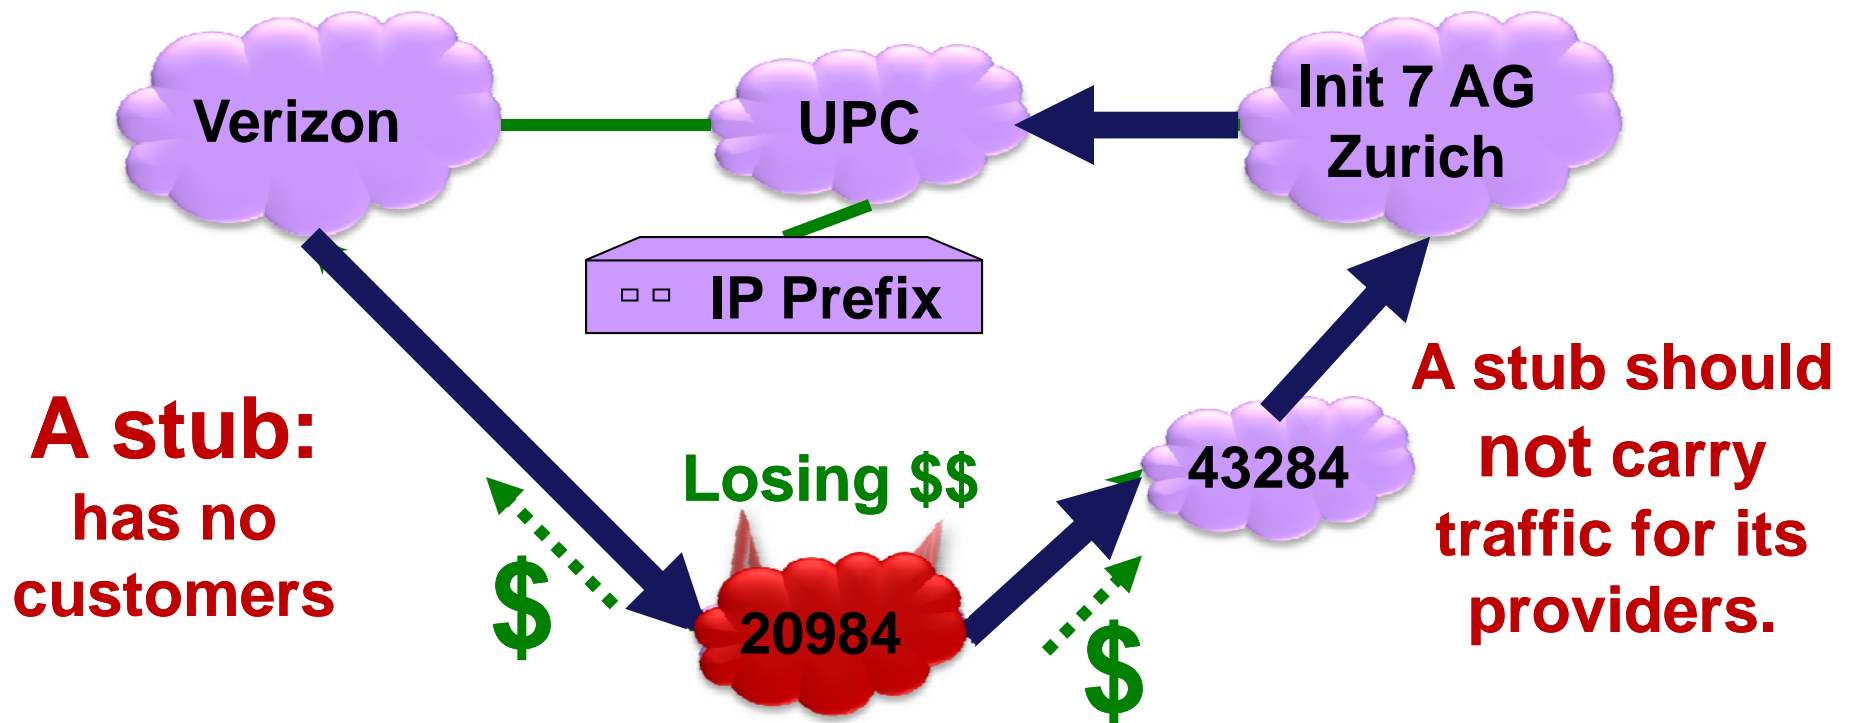 Verizon
UPC
Init 7 AG
Zurich
IP Prefix
A stub:
has no
customers
Losing $$
$
20984
$
43284
A stub should
not carry
traffic for its
providers.